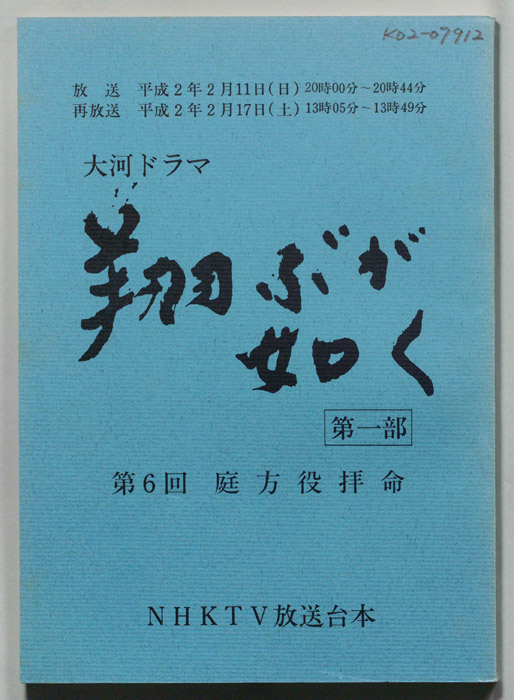 K02-07912
放　送　平成2年2月11日(日) 20時00分～20時44分
再放送　平成2年2月17日(土) 13時05分～13時49分
大河ドラマ
翔ぶが
如く
第一部
第6回　庭方役拝命
NHKTV放送台本